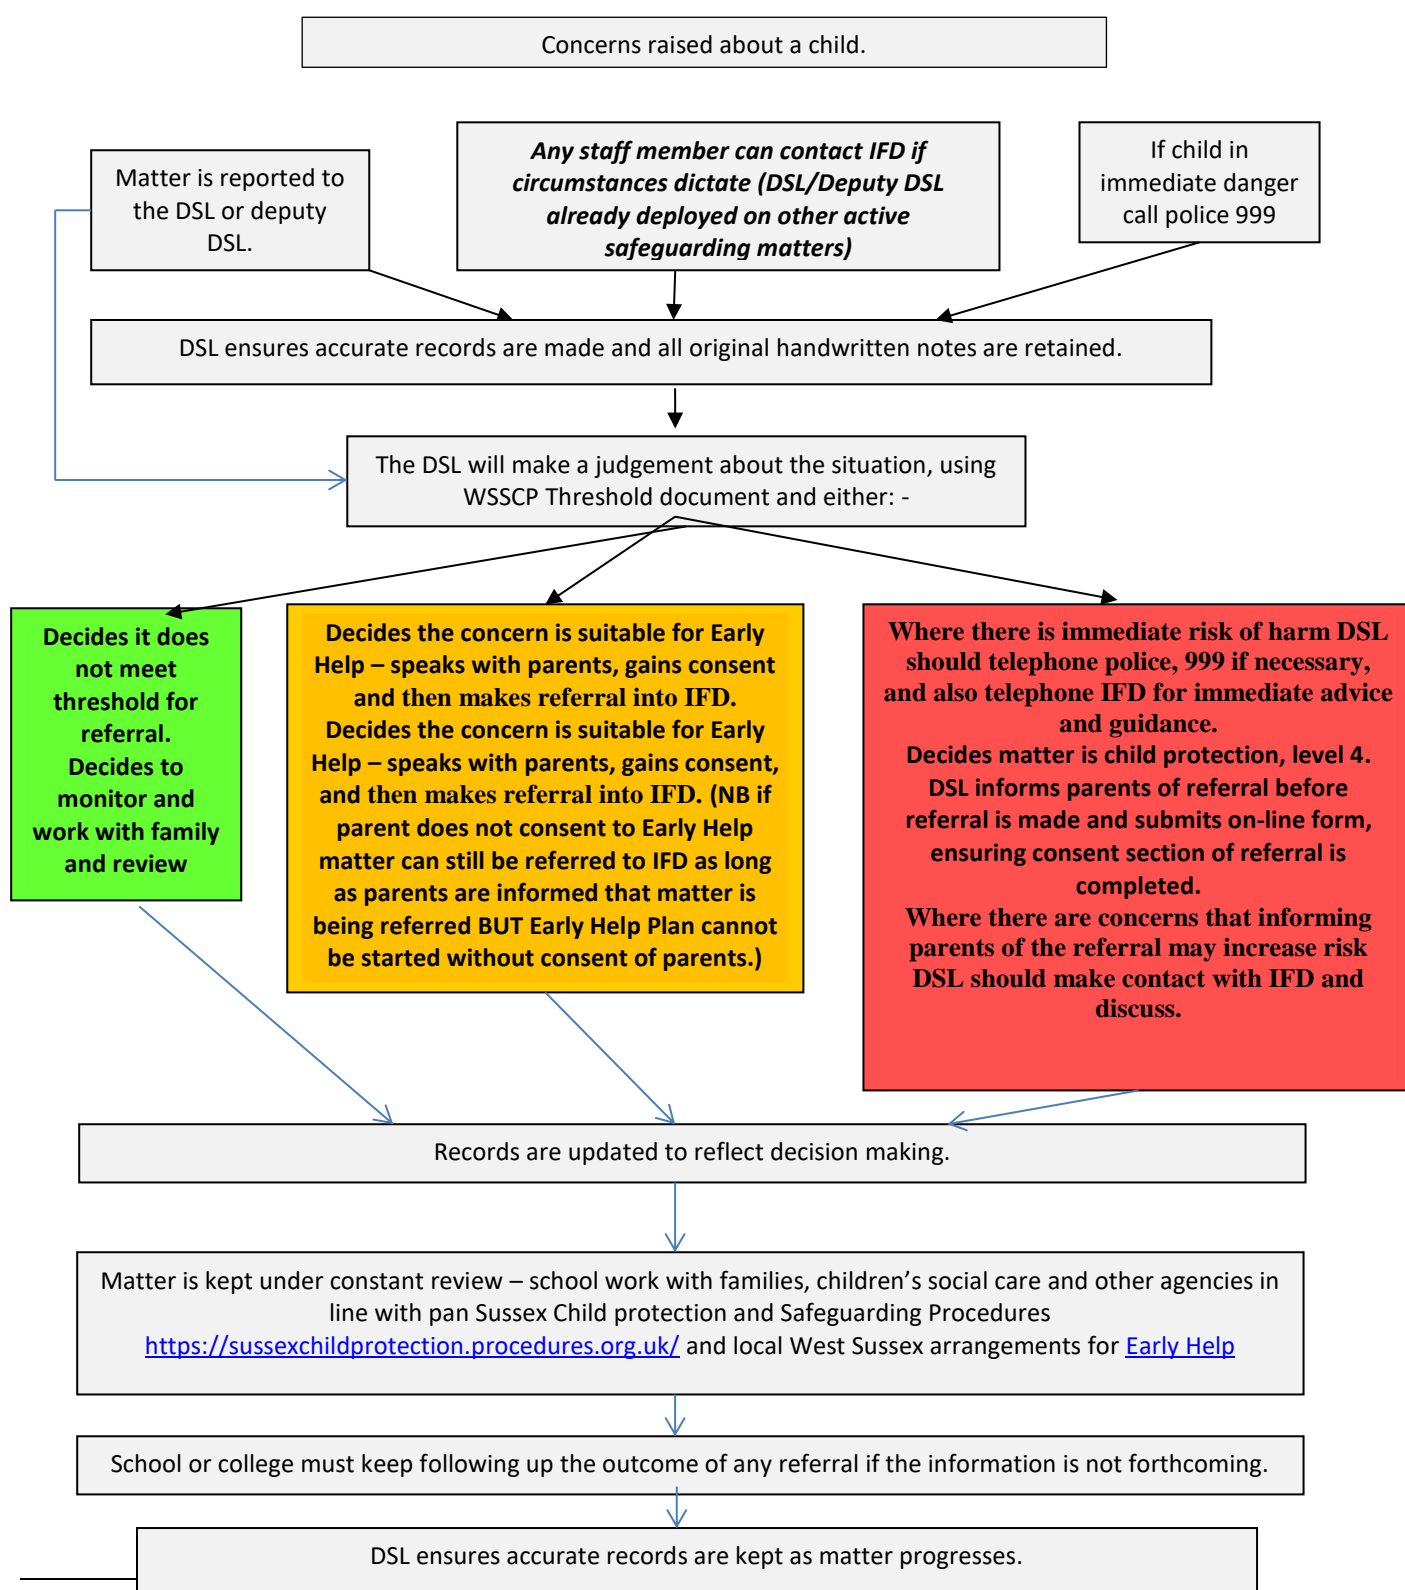 Concerns raised about a child.
Matter is reported to
the DSL or deputy
DSL.
Any staff member can contact IFD if
circumstances dictate (DSL/Deputy DSL
already deployed on other active
safeguarding matters)
If child in
immediate danger
call police 999
DSL ensures accurate records are made and all original handwritten notes are retained.
The DSL will make a judgement about the situation, using
WSSCP Threshold document and either: -
Decides it does
not meet
threshold for
referral.
Decides to
monitor and
work with family
and review
Decides the concern is suitable for Early
Help – speaks with parents, gains consent
and then makes referral into IFD.
Decides the concern is suitable for Early
Help – speaks with parents, gains consent,
and then makes referral into IFD. (NB if
parent does not consent to Early Help
matter can still be referred to IFD as long
as parents are informed that matter is
being referred BUT Early Help Plan cannot
be started without consent of parents.)
Where there is immediate risk of harm DSL
should telephone police, 999 if necessary,
and also telephone IFD for immediate advice
and guidance.
Decides matter is child protection, level 4.
DSL informs parents of referral before
referral is made and submits on-line form,
ensuring consent section of referral is
completed.
Where there are concerns that informing
parents of the referral may increase risk
DSL should make contact with IFD and
discuss.
Records are updated to reflect decision making.
Matter is kept under constant review – school work with families, children’s social care and other agencies in
line with pan Sussex Child protection and Safeguarding Procedures
https://sussexchildprotection.procedures.org.uk/ and local West Sussex arrangements for Early Help
School or college must keep following up the outcome of any referral if the information is not forthcoming.
DSL ensures accurate records are kept as matter progresses.